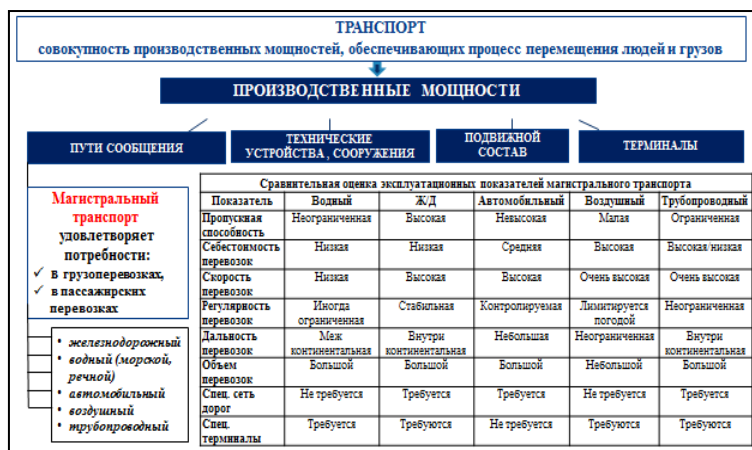 ТРАНСПОРТ
совокупность производственных мощностей, обеспечивающих процесс перемещения людей и грузов
ПРОИЗВОДСТВЕННЫЕ МОЩНОСТИ
ПУТИ СООБЩЕНИЯ
ТЕХНИЧЕСКИЕ
УСТРОЙСТВА, СООРУЖЕНИЯ
ПОДВИЖНОЙ
СОСТАВ
ТЕРМИНАЛЫ
Магистральный
транспорт
удовлетворяет
потребности:
✓ в грузоперевозках,
✓ в пассажирских
перевозках
• железнодорожный
• водный (морской,
речной)
• автомобильный
• воздушный
• трубопроводный
Сравнительная оценка эксплуатационных показателей магистрального транспорта
Показатель Водный Ж/Д Автомобильный Воздушный Трубопроводный
Пропускная Неограниченная Высокая Невысокая Малая Ограниченная
способность
Себестоимость Низкая Низкая Средняя Высокая Высокая/низкая
перевозок
Скорость Низкая Высокая Высокая Очень высокая Очень высокая
перевозок
Регулярность Иногда Стабильная Контролируемая Лимитируется Неограниченная
перевозок ограниченная погодой
Дальность Меж Внутри Небольшая Неограниченная Внутри
перевозок континентальная континентальная континентальная
Объем Большой Большой Большой Небольшой Большой
перевозок
Спец. сеть Не требуется Требуется Требуется Не требуется Требуется
дорог
Спец. Требуется Требуются Не требуется Требуются Требуются
терминалы